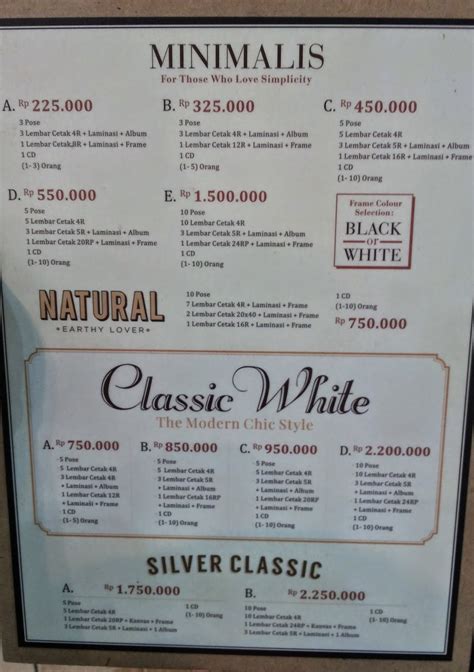 MINIMALIS
For Those Who Love Simplicity
A. Rp 225.000
3 Pose
3 Lembar Cetak 4R + Laminasi + Album
1 Lembar Cetak,8R + Laminasi + Frame
1 CD
(1- 3) Orang
B. Rp 325.000
3 Pose
3 Lembar Cetak 4R + Laminasi + Album
1 Lembar Cetak 12R + Laminasi + Frame
1 CD
(1- 5) Orang
C. Rp 450.000
3 Pose
3 Lembar Cetak 5R + Laminasi + Album
1 Lembar Cetak 16R + Laminasi + Frame
1 CD
(1- 10) Orang
D. Rp 550.000
5 Pose
5 Lembar Cetak 4R
3 Lembar Cetak 5R + Laminasi + Album
1 Lembar Cetak 20RP + Laminasi + Frame
1 CD
(1- 10) Orang
E. Rp 1.500.000
10 Pose
10 Lembar Cetak 4R
5 Lembar Cetak 5R + Laminasi + Album
1 Lembar Cetak 24RP + Laminasi + Frame
1 CD
(1- 10) Orang
Frame Colour
Selection:
BLACK
or
WHITE
NATURAL
EARTHY LOVER
10 Pose
7 Lembar Cetak 4R + Laminasi + Frame
2 Lembar Cetak 20x40 + Laminasi + Frame
1 Lembar Cetak 16R + Laminasi + Frame
1 CD
(1-10) Orang
Rp 750.000
Classic White
The Modern Chic Style
A. Rp 750.000
5 Pose
5 Lembar Cetak 4R
3 Lembar Cetak 4R
+ Laminasi + Album
1 Lembar Cetak 12R
+ Laminasi + Frame
1 CD
(1-5) Orang
B. Rp 850.000
5 Pose
5 Lembar Cetak 4R
3 Lembar Cetak 5R
+ Laminasi + Album
1 Lembar Cetak 16RP
+ Laminasi + Frame
1 CD
(1- 10) Orang
C. Rp 950.000
5 Pose
5 Lembar Cetak 4R
3 Lembar Cetak 5R
+ Laminasi + Album
1 Lembar Cetak 20RP
+ Laminasi + Frame
1 CD
(1- 10) Orang
D. Rp 2.200.000
10 Pose
10 Lembar Cetak 4R
5 Lembar Cetak 5R
+ Laminasi + Album
1 Lembar Cetak 24RP
+ Laminasi + Frame
1 CD
(1- 10) Orang
SILVER CLASSIC
A. Rp 1.750.000
5 Pose
5 Lembar Cetak 4R
1 Lembar Cetak 20RP + Kanvas + Frame
3 Lembar Cetak 5R + Laminasi + 1 Album
1 CD
(1- 10) Orang
B. Rp 2.250.000
10 Pose
10 Lembar Cetak 4R
1 Lembar Cetak 24RP + Kanvas + Frame
5 Lembar Cetak 5R + Laminasi + 1 Album
1 CD
(1- 10) Orang